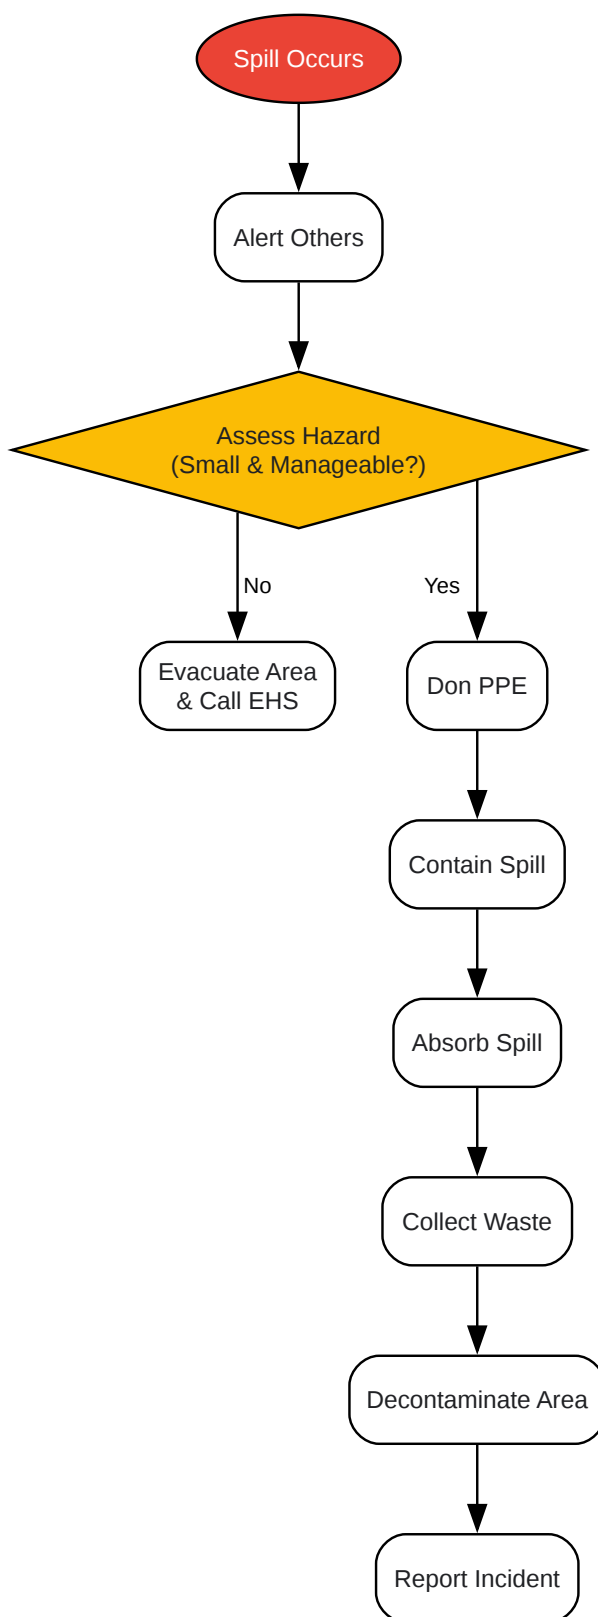 Spill Occurs
Alert Others
Assess Hazard
(Small & Manageable?)
No
Yes
Evacuate Area
& Call EHS
Don PPE
Contain Spill
Absorb Spill
Collect Waste
Decontaminate Area
Report Incident